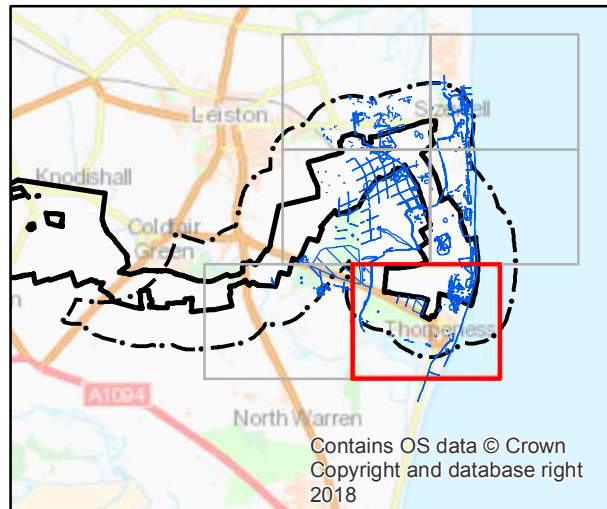 Leiston
Sizewell
Knodishall
Coldfair
Green
Thorpeness
A1094
North Warren
Contains OS data © Crown
Copyright and database right
2018